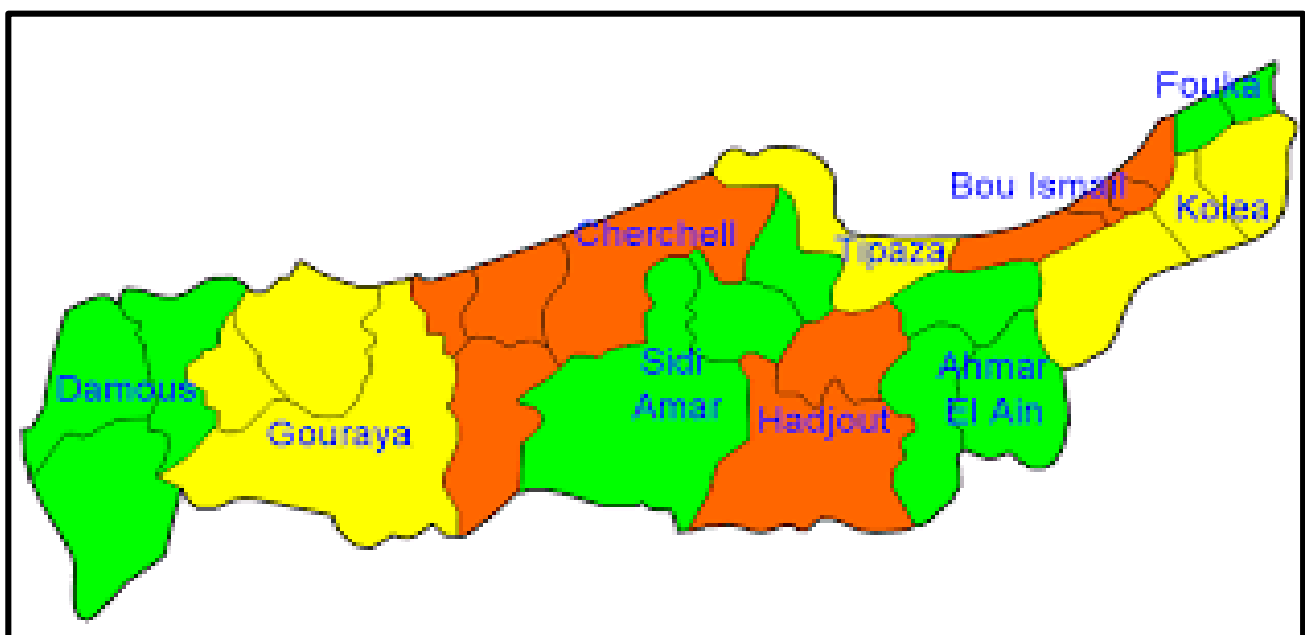 Fouka
Bou Ismail
Kolea
Cherchell
Tipaza
Sidi
Amar
Ahmar
El Ain
Damous
Hadjout
Gouraya